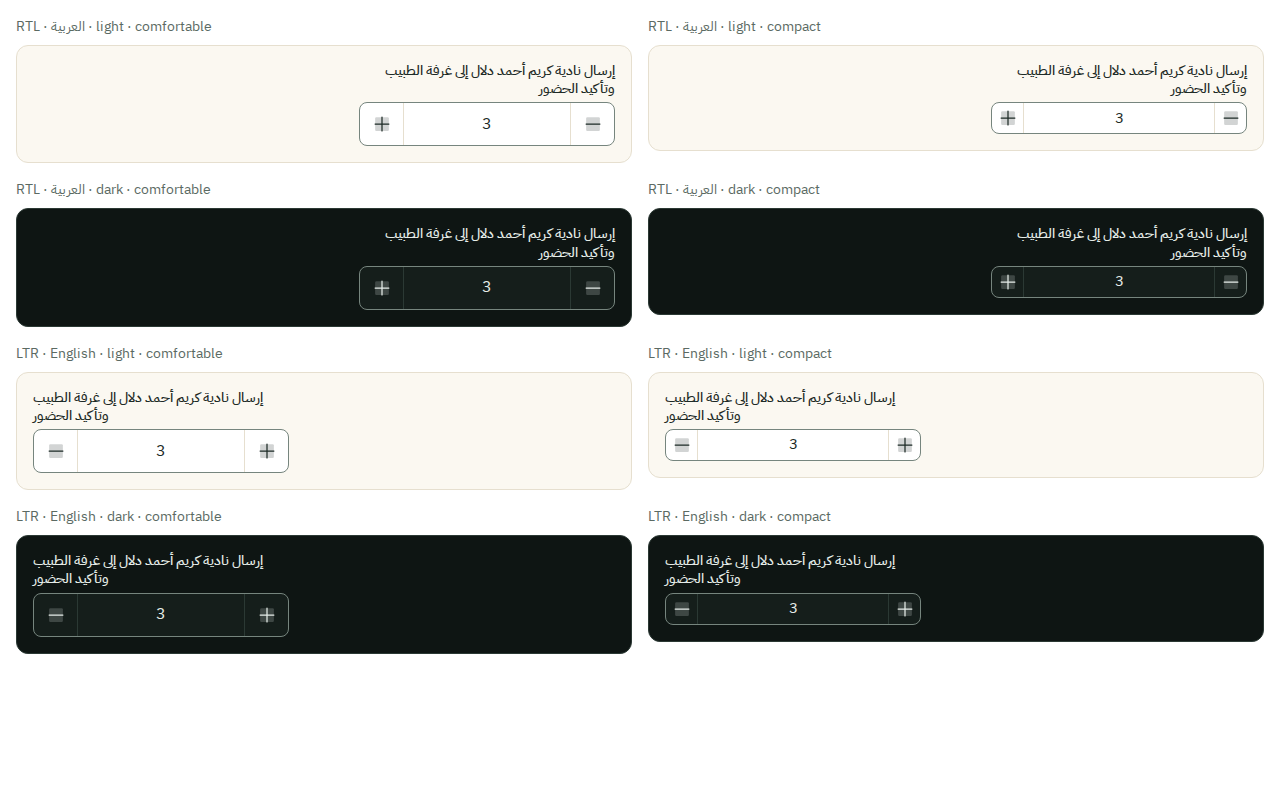 RTL · العربية · light · comfortable
إرسال نادية كريم أحمد دلال إلى غرفة الطبيب
وتأكيد الحضور
3
RTL · العربية · light · compact
إرسال نادية كريم أحمد دلال إلى غرفة الطبيب
وتأكيد الحضور
3
RTL · العربية · dark · comfortable
إرسال نادية كريم أحمد دلال إلى غرفة الطبيب
وتأكيد الحضور
3
RTL · العربية · dark · compact
إرسال نادية كريم أحمد دلال إلى غرفة الطبيب
وتأكيد الحضور
3
LTR · English · light · comfortable
إرسال نادية كريم أحمد دلال إلى غرفة الطبيب
وتأكيد الحضور
3
LTR · English · light · compact
إرسال نادية كريم أحمد دلال إلى غرفة الطبيب
وتأكيد الحضور
3
LTR · English · dark · comfortable
إرسال نادية كريم أحمد دلال إلى غرفة الطبيب
وتأكيد الحضور
3
LTR · English · dark · compact
إرسال نادية كريم أحمد دلال إلى غرفة الطبيب
وتأكيد الحضور
3